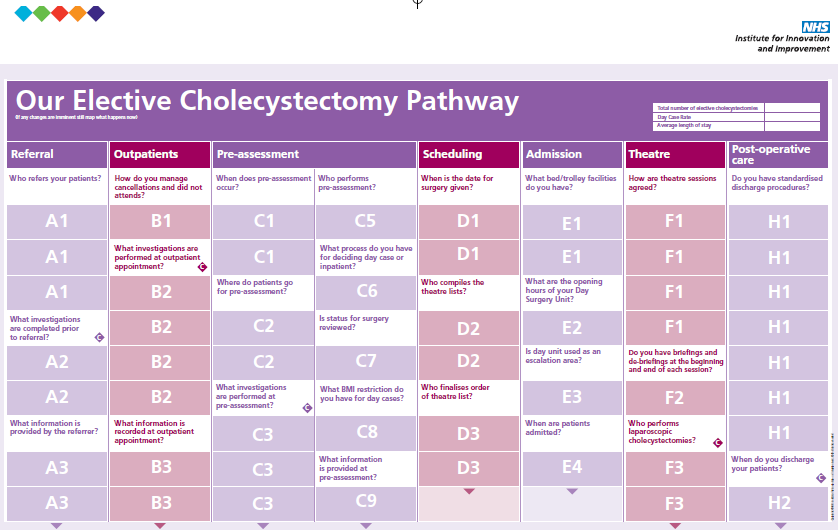 NHS
Institute for Innovation
and Improvement
Our Elective Cholecystectomy Pathway
(If any changes are imminent still map what happens now)
Total number of elective cholecystectomies
Day Case Rate
Average length of stay
Referral
Who refers your patients?
A1
A1
A1
What investigations
are completed prior
to referral?
C
A2
A2
What information is
provided by the referrer?
A3
A3
Outpatients
How do you manage
cancellations and did not
attends?
B1
What investigations are
performed at outpatient
appointment?
C
B2
B2
B2
B2
What information is
recorded at outpatient
appointment?
B3
B3
Pre-assessment
When does pre-assessment
occur?
C1
C1
Where do patients go
for pre-assessment?
C2
C2
What investigations
are performed at
pre-assessment?
C
C3
C3
C3
Who performs
pre-assessment?
C5
What process do you have
for deciding day case or
inpatient?
C6
Is status for surgery
reviewed?
C7
What BMI restriction do
you have for day cases?
C8
What information
is provided at
pre-assessment?
C9
Scheduling
When is the date for
surgery given?
D1
D1
Who compiles the
theatre lists?
D2
D2
Who finalises order
of theatre list?
D3
D3
Admission
What bed/trolley facilities
do you have?
E1
E1
What are the opening
hours of your Day
Surgery Unit?
E2
Is day unit used as an
escalation area?
E3
When are patients
admitted?
E4
Theatre
How are theatre sessions
agreed?
F1
F1
F1
F1
Do you have briefings and
de-briefings at the beginning
and end of each session?
F2
Who performs
laparoscopic
cholecystectomies?
C
F3
F3
Post-operative
care
Do you have standardised
discharge procedures?
H1
H1
H1
H1
H1
H1
H1
When do you discharge
your patients?
C
H2